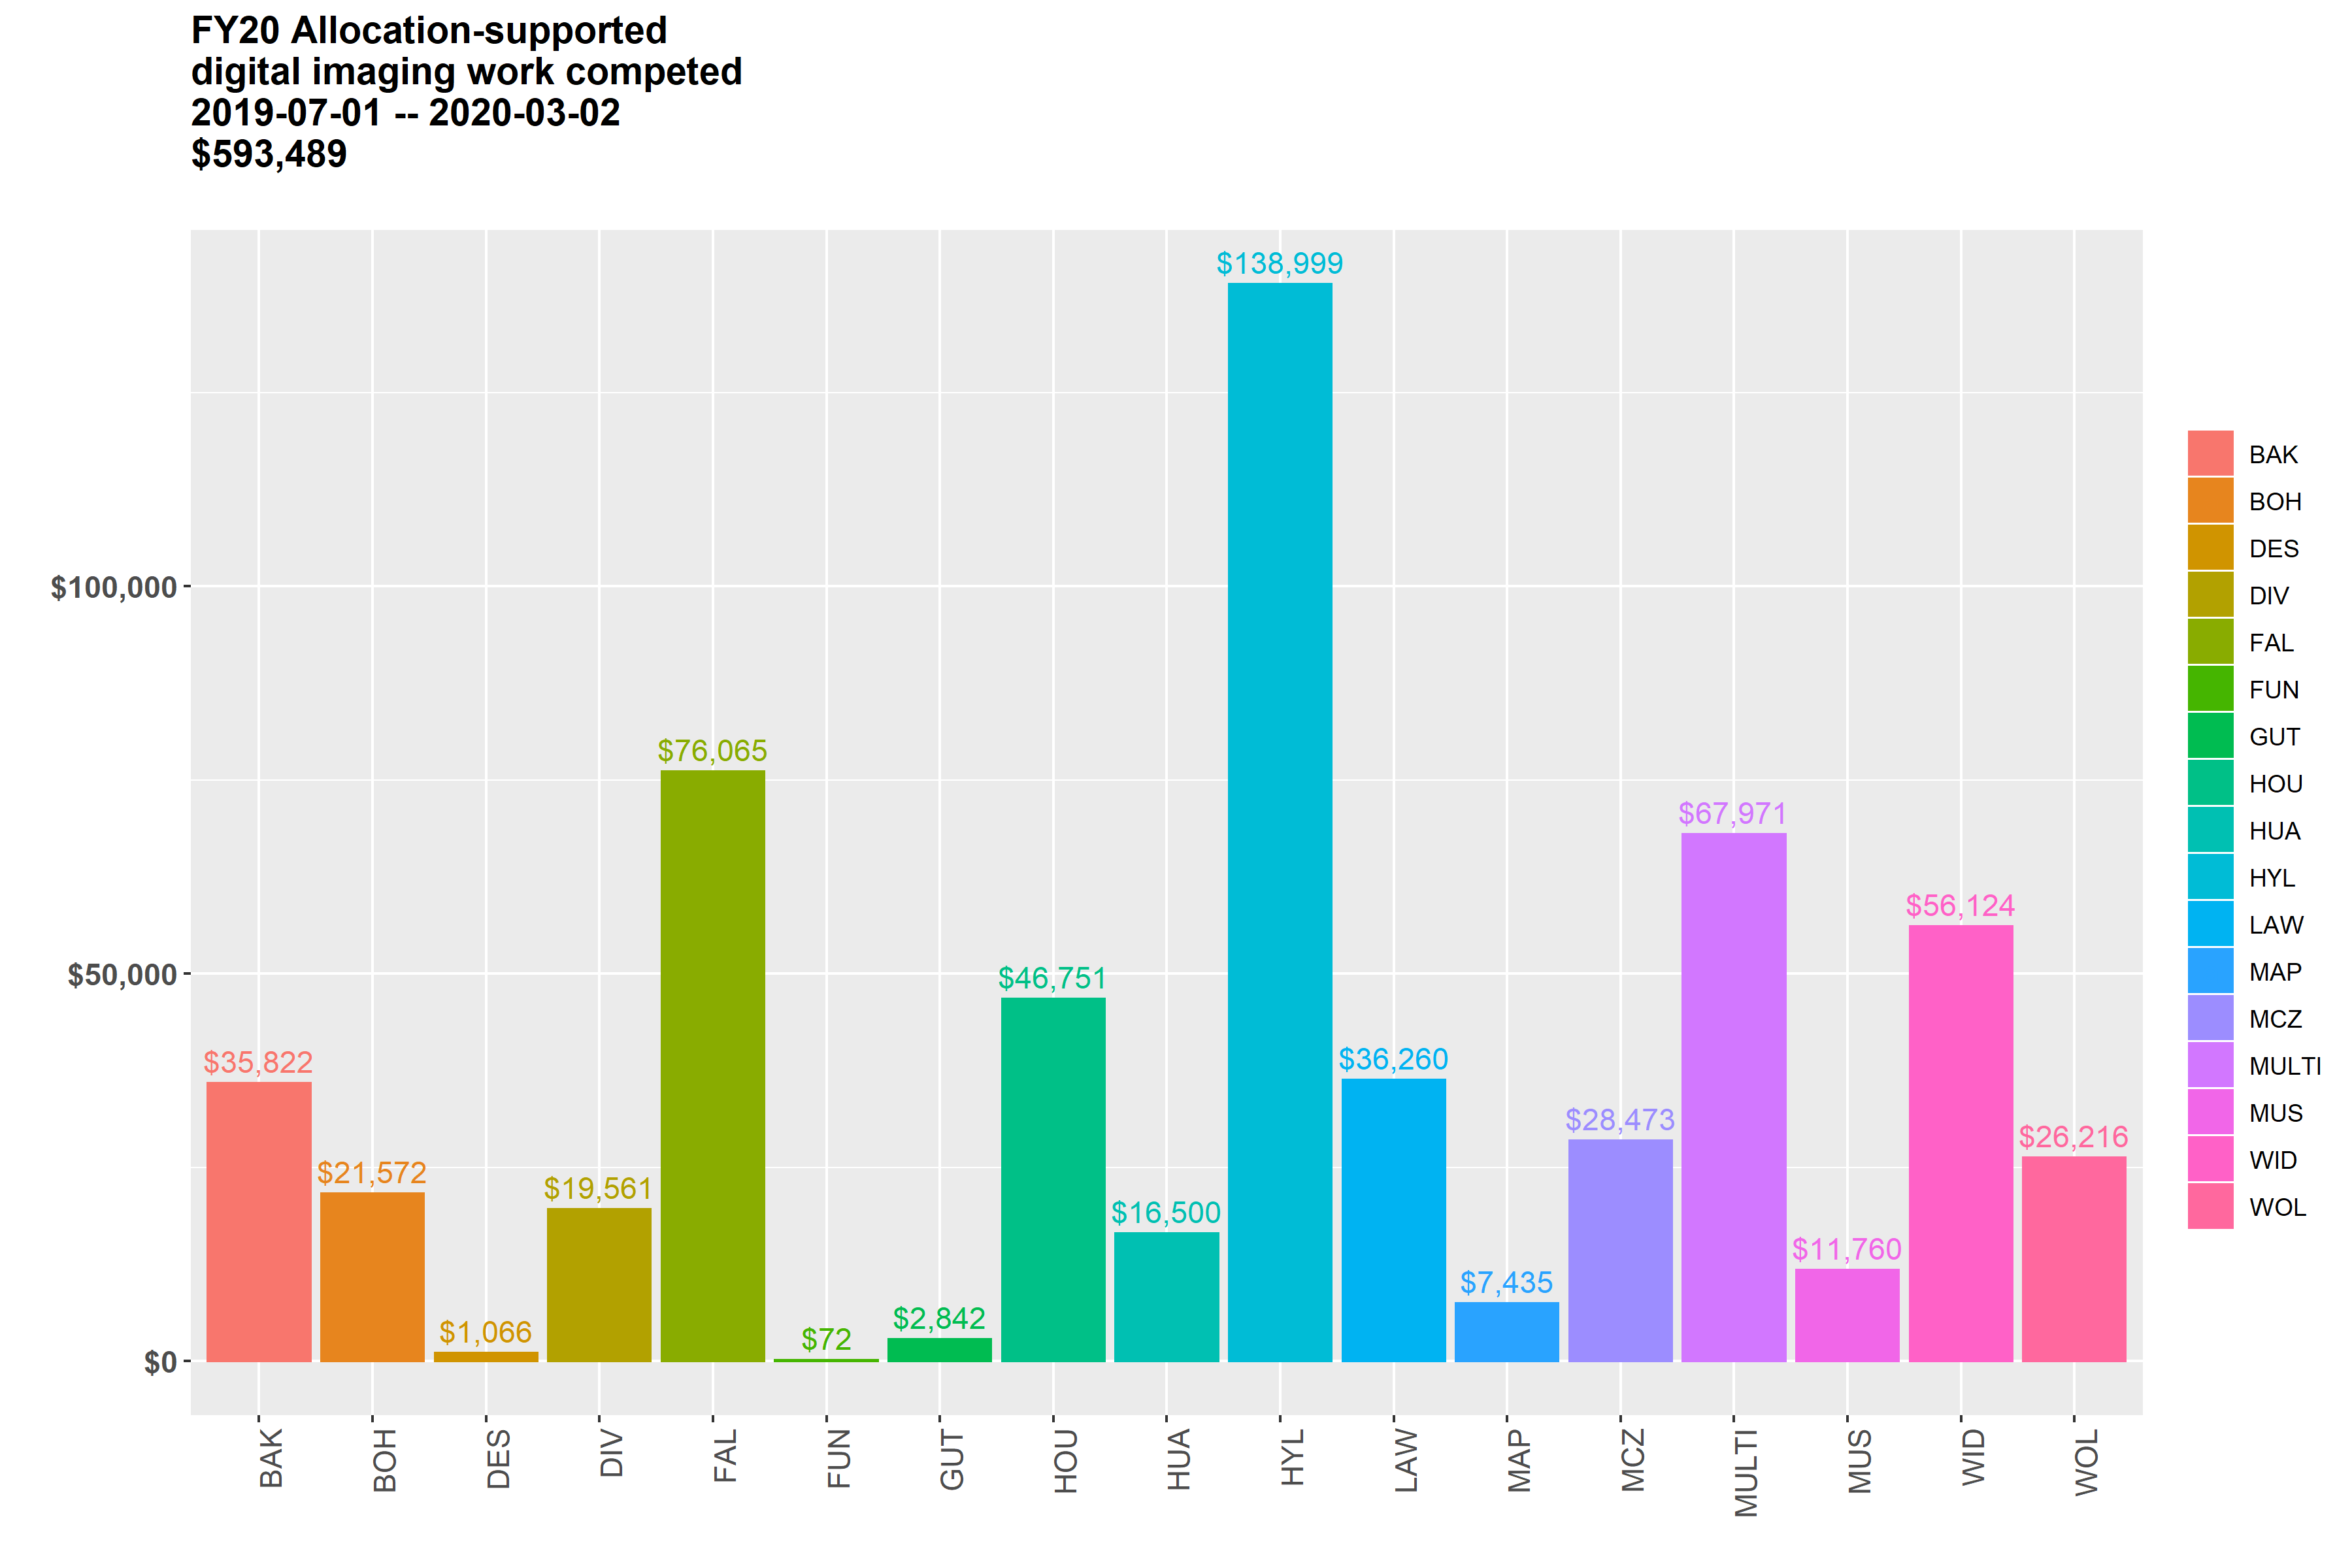 FY20 Allocation-supported
digital imaging work competed
2019-07-01 -- 2020-03-02
$593,489
$138,999
$76,065
$67,971
$56,124
$46,751
$35,822
$36,260
$28,473
$26,216
$21,572
$19,561
$16,500
$11,760
$7,435
$2,842
$1,066
$72
$100,000
$50,000
$0
BAK
BOH
DES
DIV
FAL
FUN
GUT
HOU
HUA
HYL
LAW
MAP
MCZ
MULTI
MUS
WID
WOL
BAK
BOH
DES
DIV
FAL
FUN
GUT
HOU
HUA
HYL
LAW
MAP
MCZ
MULTI
MUS
WID
WOL